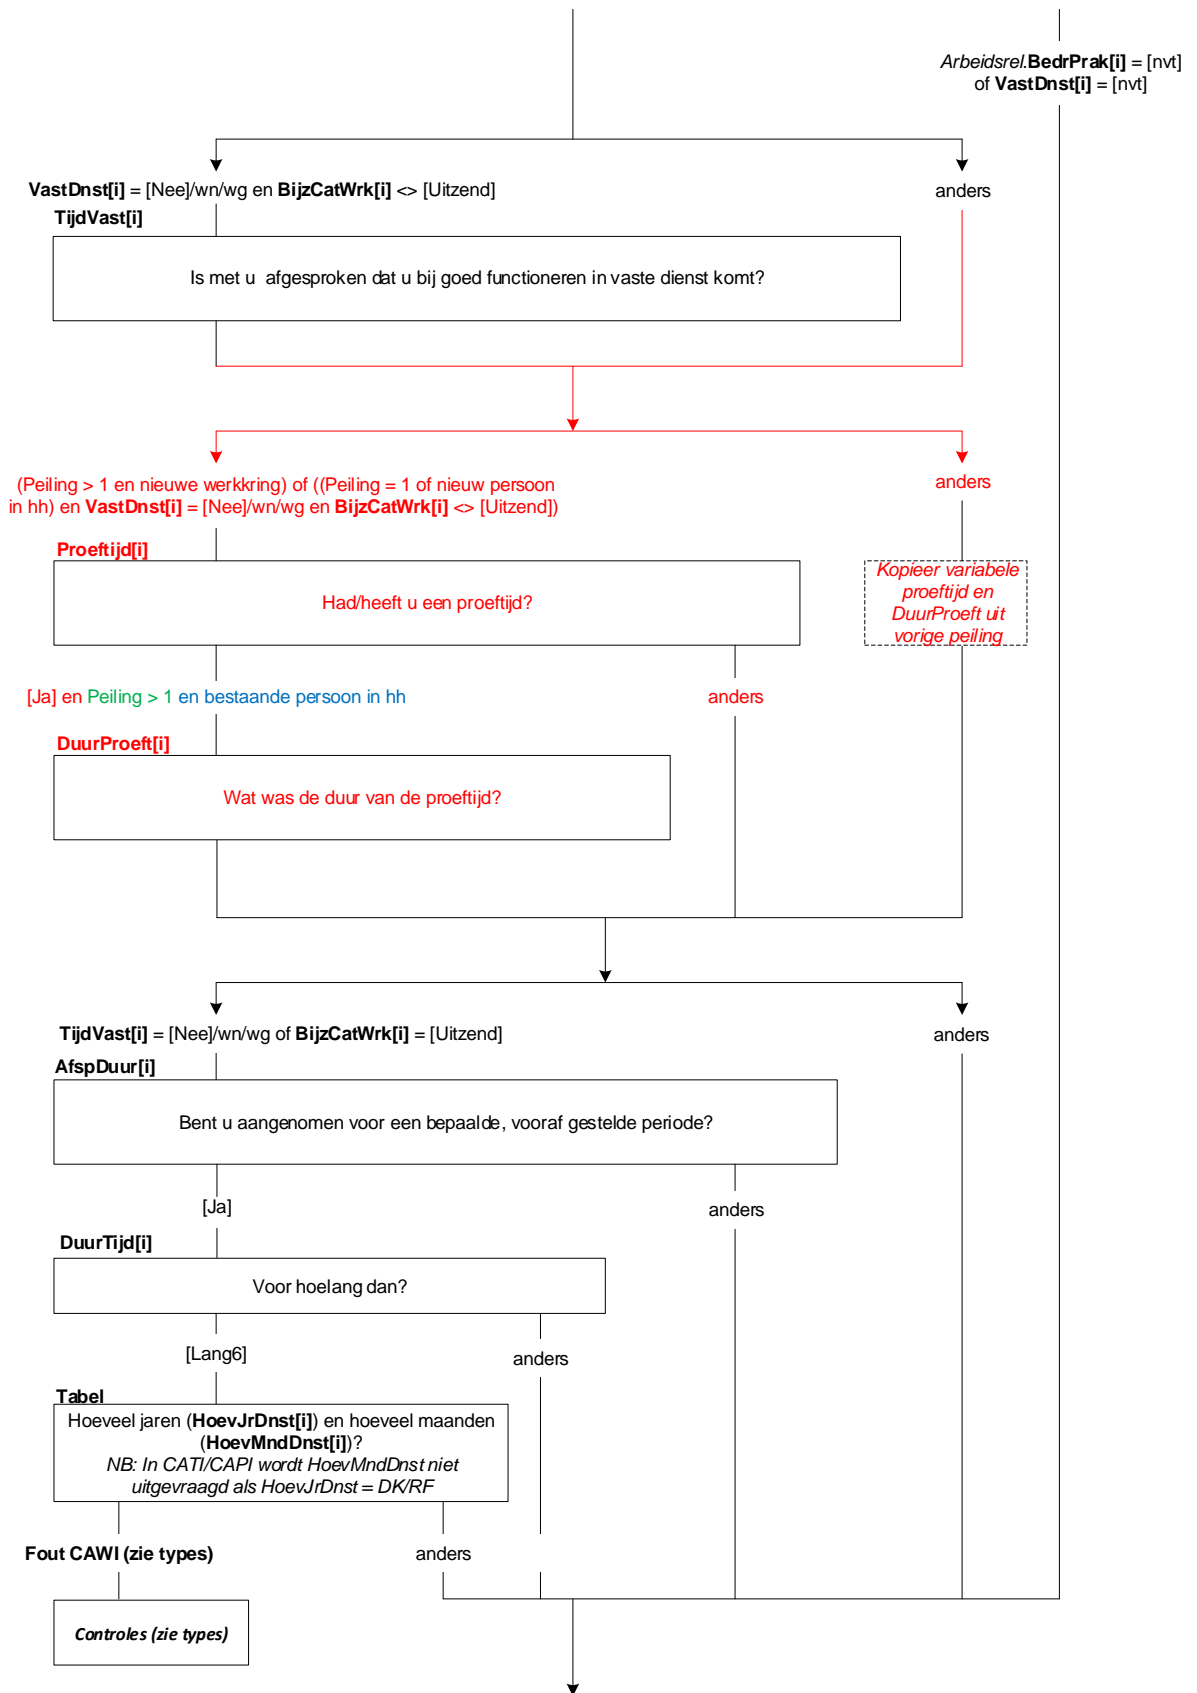 Arbeidsrel.BedrPrak[i] = [nvt]
of VastDnst[i] = [nvt]
VastDnst[i] = [Nee]/wn/wg en BijzCatWrk[i] <> [Uitzend]
anders
TijdVast[i]
Is met u afgesproken dat u bij goed functioneren in vaste dienst komt?
(Peiling > 1 en nieuwe werkkring) of ((Peiling = 1 of nieuw persoon
in hh) en VastDnst[i] = [Nee]/wn/wg en BijzCatWrk[i] <> [Uitzend])
anders
Proeftijd[i]
Had/heeft u een proeftijd?
Kopieer variabele
proeftijd en
DuurProeft uit
vorige peiling
[Ja] en Peiling > 1 en bestaande persoon in hh
anders
DuurProeft[i]
Wat was de duur van de proeftijd?
TijdVast[i] = [Nee]/wn/wg of BijzCatWrk[i] = [Uitzend]
anders
AfspDuur[i]
Bent u aangenomen voor een bepaalde, vooraf gestelde periode?
[Ja]
anders
DuurTijd[i]
Voor hoelang dan?
[Lang6]
anders
Tabel
Hoeveel jaren (HoevJrDnst[i]) en hoeveel maanden
(HoevMndDnst[i])?
NB: In CATI/CAPI wordt HoevMndDnst niet
uitgevraagd als HoevJrDnst = DK/RF
Fout CAWI (zie types)
anders
Controles (zie types)